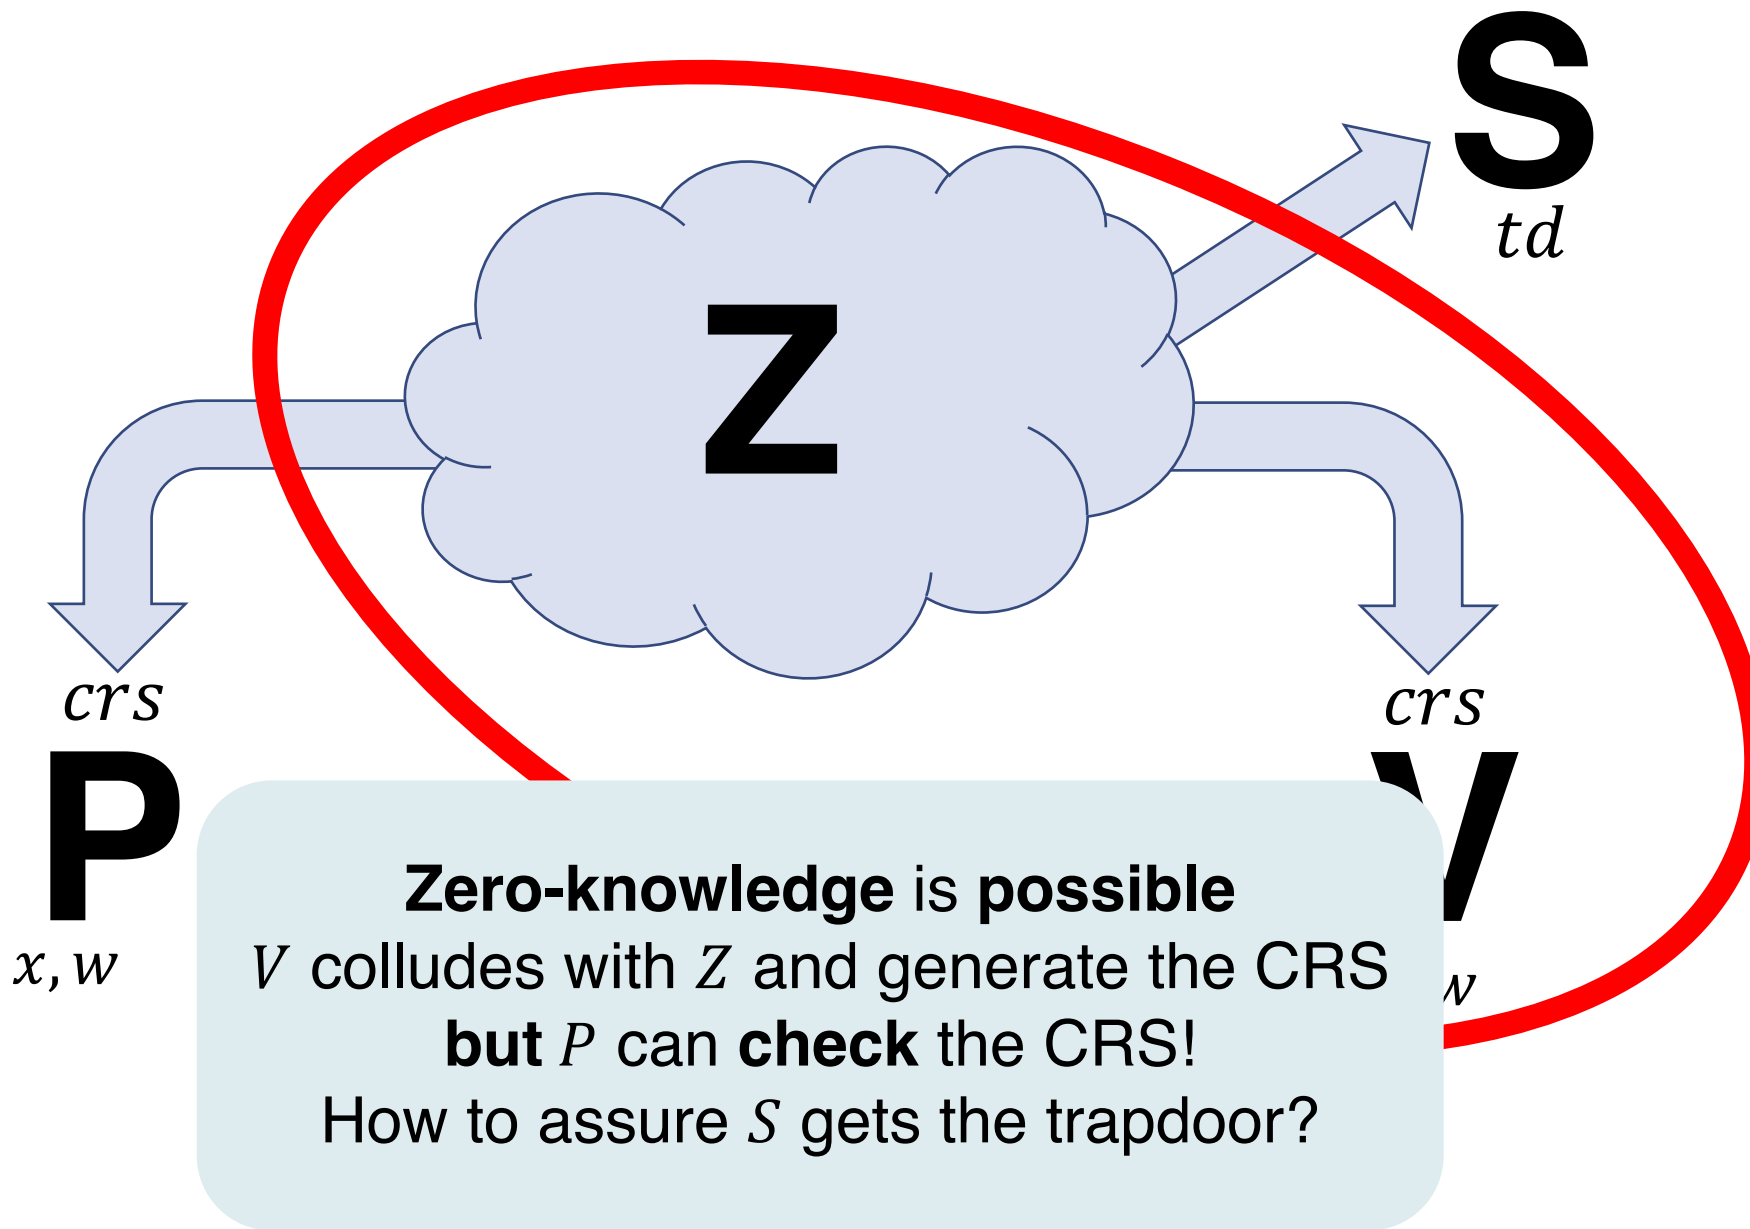 S
td
Z
crs
crs
P
V
x, w
w
Zero-knowledge is possible
V colludes with Z and generate the CRS
but P can check the CRS!
How to assure S gets the trapdoor?